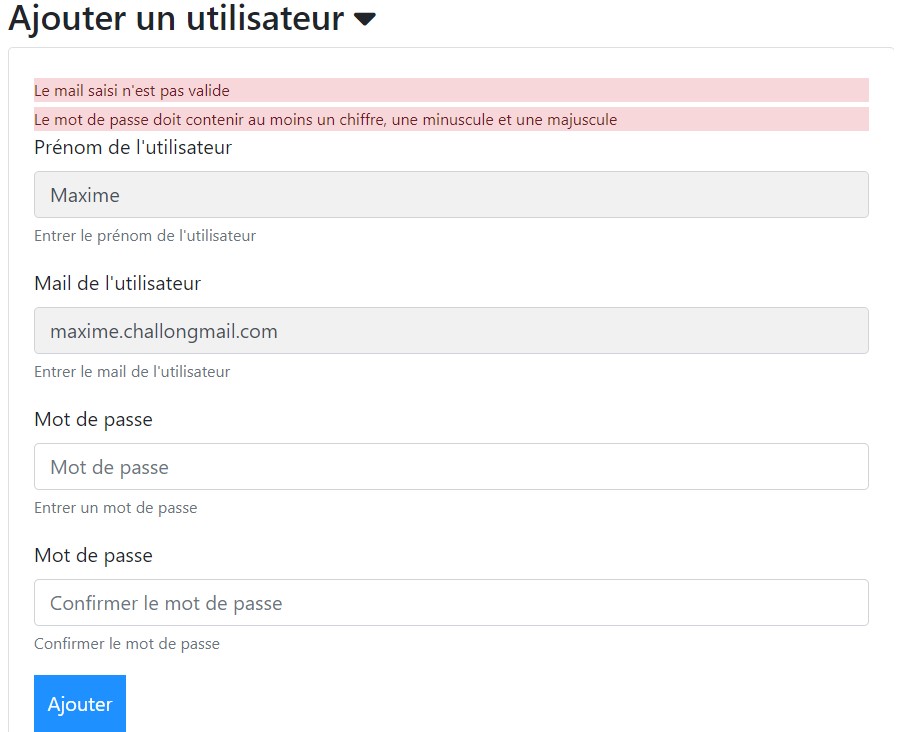 Ajouter un utilisateur
Le mail saisi n'est pas valide
Le mot de passe doit contenir au moins un chiffre, une minuscule et une majuscule
Prénom de l'utilisateur
Maxime
Entrer le prénom de l'utilisateur
Mail de l'utilisateur
maxime.challongmail.com
Entrer le mail de l'utilisateur
Mot de passe
Mot de passe
Entrer un mot de passe
Mot de passe
Confirmer le mot de passe
Confirmer le mot de passe
Ajouter